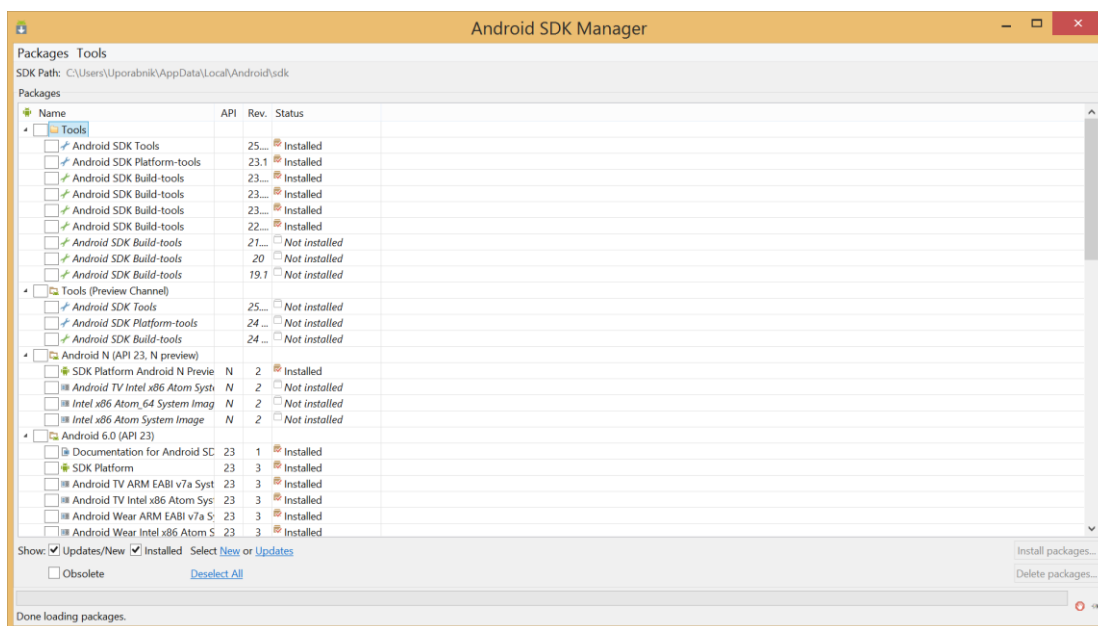 Android SDK Manager
Packages Tools
SDK Path: C:\Users\Uporabnik\AppData\Local\Android\sdk
Packages
Name API Rev. Status
Tools
Android SDK Tools 25.... Installed
Android SDK Platform-tools 23.1 Installed
Android SDK Build-tools 23.... Installed
Android SDK Build-tools 23.... Installed
Android SDK Build-tools 23.... Installed
Android SDK Build-tools 22.... Installed
Android SDK Build-tools 21.... Not installed
Android SDK Build-tools 20 Not installed
Android SDK Build-tools 19.1 Not installed
Tools (Preview Channel)
Android SDK Tools 25.... Not installed
Android SDK Platform-tools 24 ... Not installed
Android SDK Build-tools 24 ... Not installed
Android N (API 23, N preview)
SDK Platform Android N Previe N 2 Installed
Android TV Intel x86 Atom Syste N 2 Not installed
Intel x86 Atom_64 System Imag N 2 Not installed
Intel x86 Atom System Image N 2 Not installed
Android 6.0 (API 23)
Documentation for Android SD 23 1 Installed
SDK Platform 23 3 Installed
Android TV ARM EABI v7a Syst 23 3 Installed
Android TV Intel x86 Atom Sys 23 3 Installed
Android Wear ARM EABI v7a S 23 3 Installed
Android Wear Intel x86 Atom S 23 3 Installed
Show: Updates/New Installed Select New or Updates Install packages...
Obsolete Deselect All Delete packages...
Done loading packages.